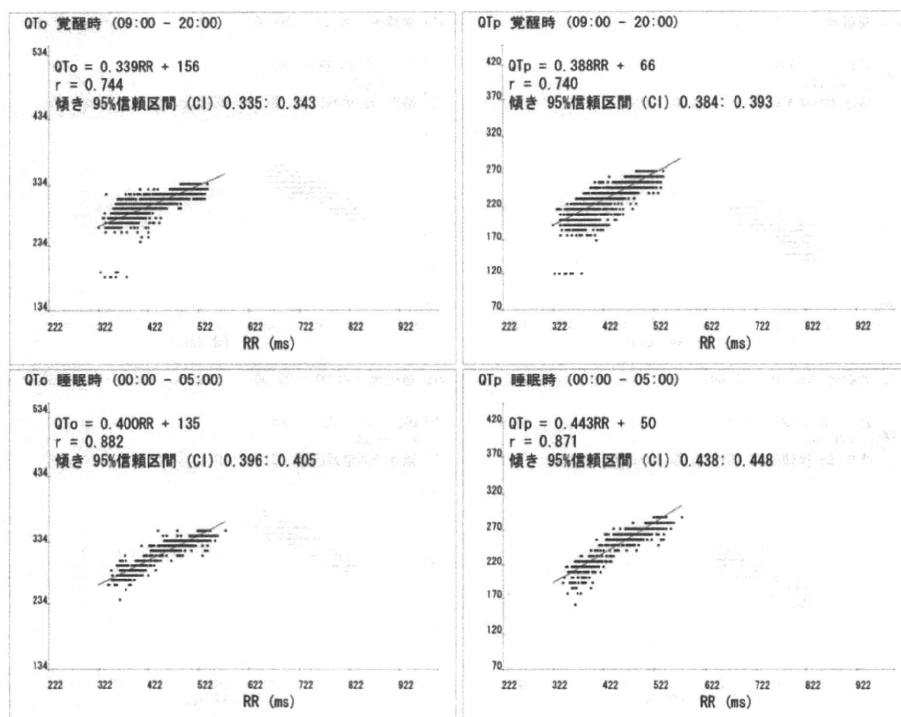 QTo 覚醒時 (09:00 - 20:00)
534
QTo = 0.339RR + 156
r = 0.744
傾き 95%信頼区間 (CI) 0.335: 0.343
434
334
234
134
222 322 422 522 622 722 822 922
RR (ms)
QTp 覚醒時 (09:00 - 20:00)
420
QTp = 0.388RR + 66
r = 0.740
370
傾き 95%信頼区間 (CI) 0.384: 0.393
320
270
220
170
120
70
222 322 422 522 622 722 822 922
RR (ms)
QTo 睡眠時 (00:00 - 05:00)
534
QTo = 0.400RR + 135
r = 0.882
傾き 95%信頼区間 (CI) 0.396: 0.405
434
334
234
134
222 322 422 522 622 722 822 922
RR (ms)
QTp 睡眠時 (00:00 - 05:00)
420
QTp = 0.443RR + 50
r = 0.871
370
傾き 95%信頼区間 (CI) 0.438: 0.448
320
270
220
170
120
70
222 322 422 522 622 722 822 922
RR (ms)